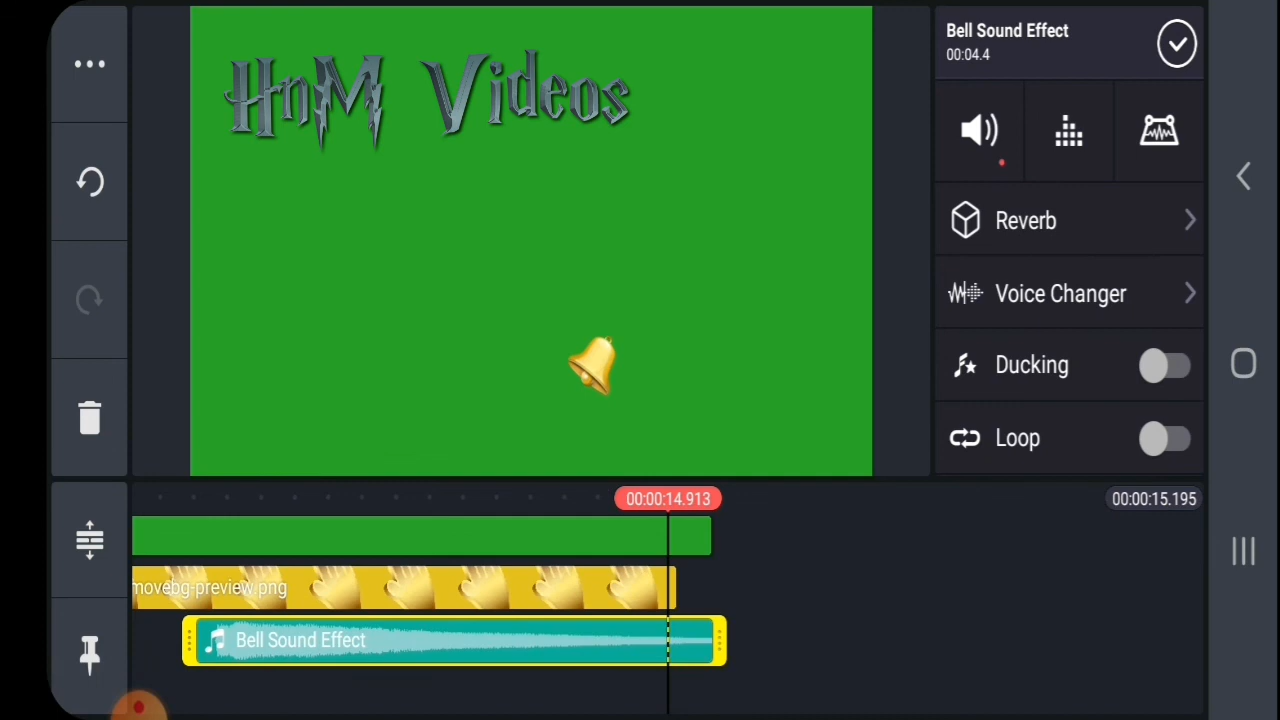 HnM Videos
Bell Sound Effect
00:04.4
Reverb
Voice Changer
Ducking
Loop
00:00:14.913
00:00:15.195
movebg-preview.png
Bell Sound Effect